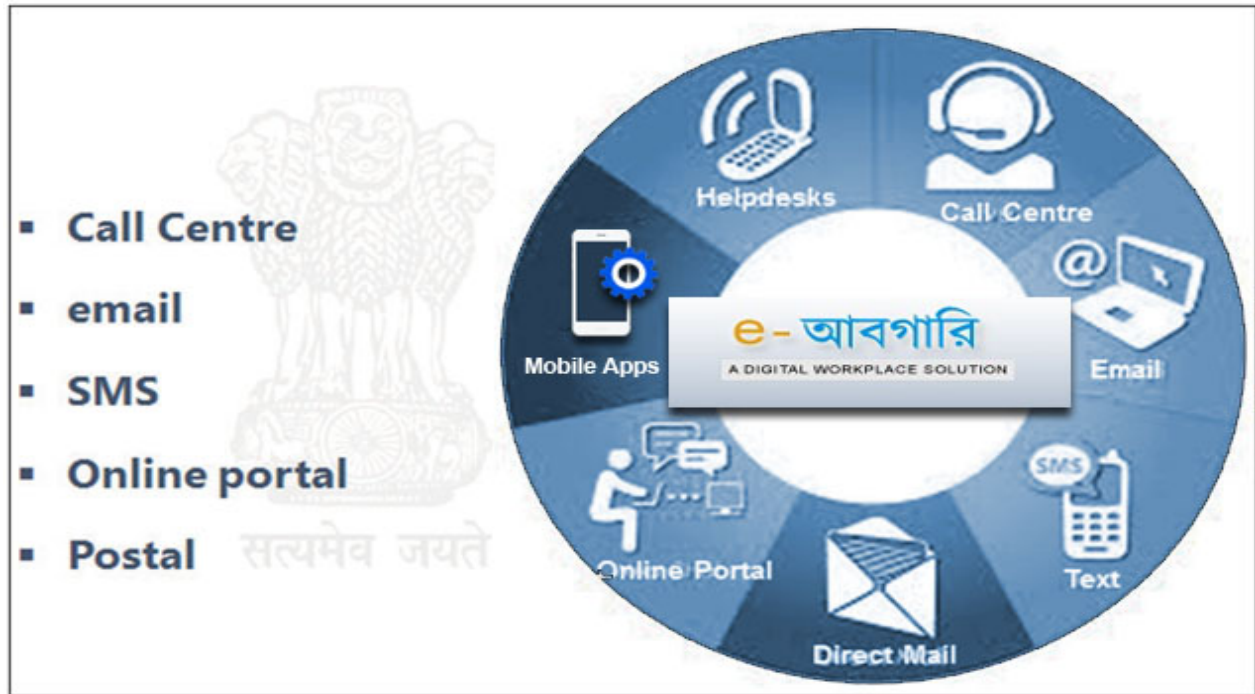 ▪ Call Centre
▪ email
▪ SMS
▪ Online portal
▪ Postal
सत्यमेव जयते
Helpdesks
Call Centre
@
Email
SMS
Text
Direct Mail
Online Portal
Mobile Apps
e-আবগারি
A DIGITAL WORKPLACE SOLUTION